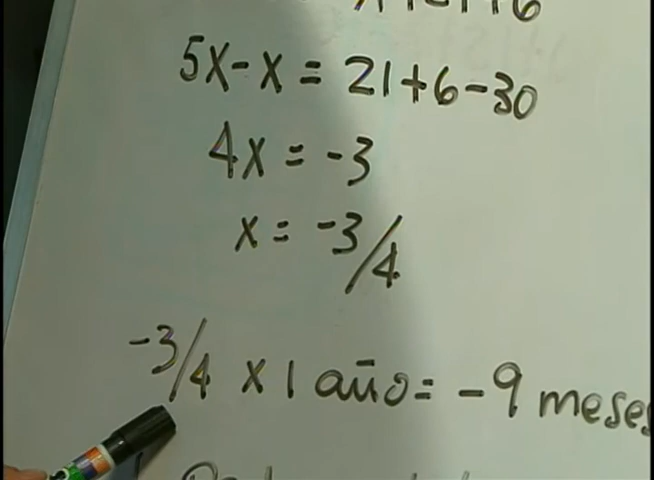 5x-x = 21+6-30
4x = -3
x = -3/4
-3/4 x 1 año = -9 meses